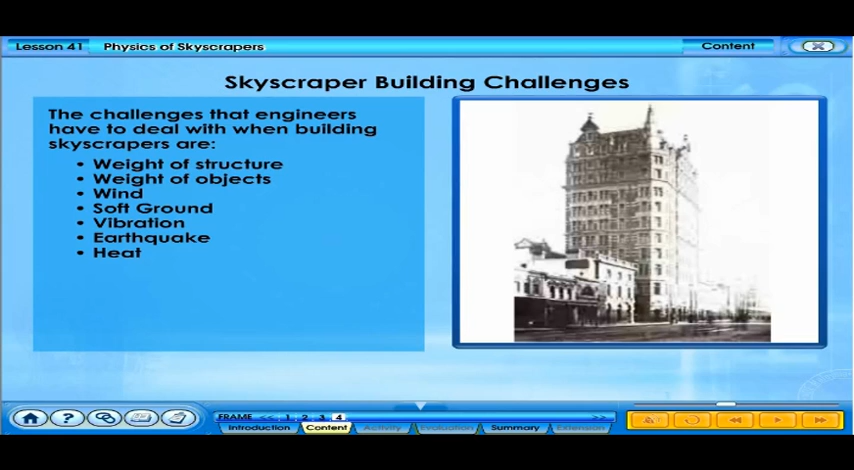 Lesson 41 Physics of Skyscrapers Content
Skyscraper Building Challenges
The challenges that engineers
have to deal with when building
skyscrapers are:
• Weight of structure
• Weight of objects
• Wind
• Soft Ground
• Vibration
• Earthquake
• Heat
FRAME << 1 2 3 4 >>
Introduction Content Activity Evaluation Summary Extension